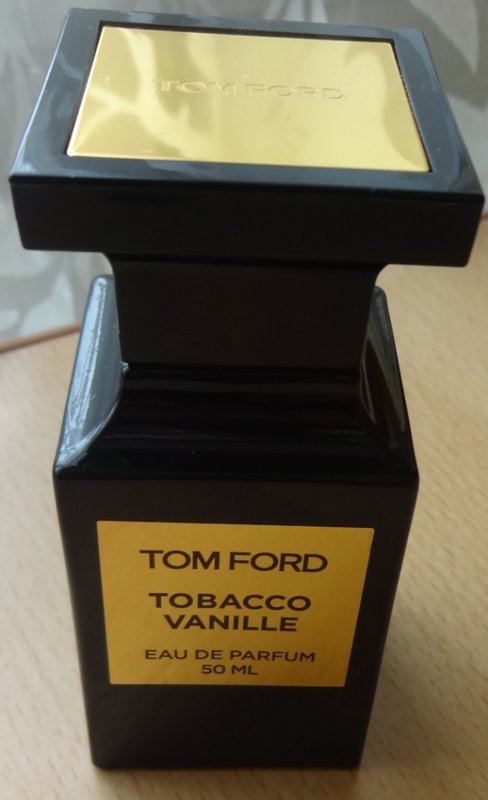 TOM FORD
TOM FORD
TOBACCO
VANILLE
EAU DE PARFUM
50 ML